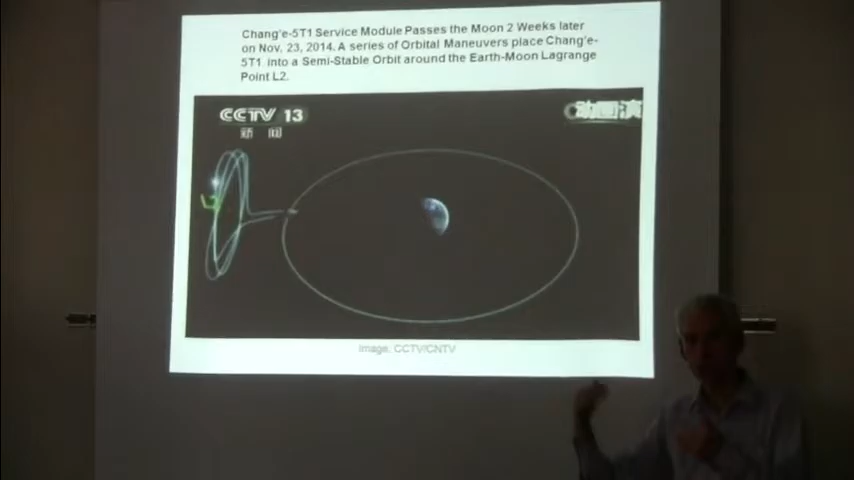 Chang'e-5T1 Service Module Passes the Moon 2 Weeks later
on Nov, 23, 2014. A series of Orbital Maneuvers place Chang'e-
5T1 into a Semi-Stable Orbit around the Earth-Moon Lagrange
Point L2.
CCTV 13
新闻
L2
Image, CCTV/CNTV